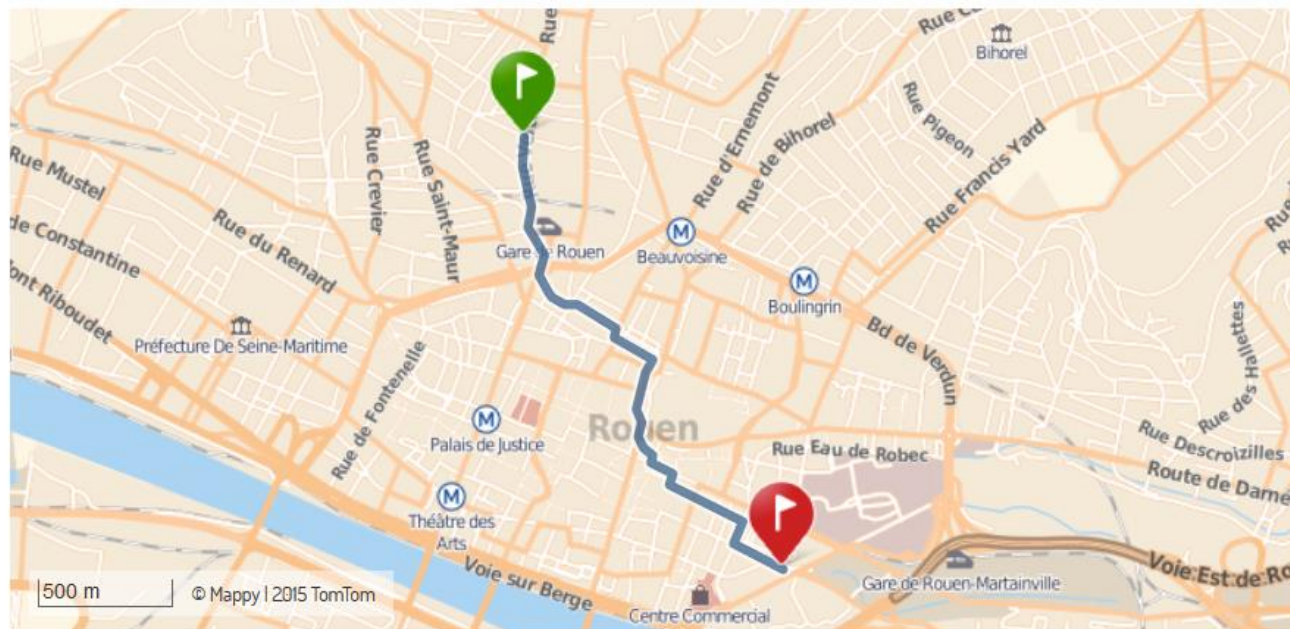 Rue
Rue
Bihorel
Rue d'Ernemont
Rue de Bihorel
Rue Pigeon
Rue Francis Yard
Rue Mustel
Rue Crevier
Rue Saint-Maur
Rue du Renard
de Constantine
ont Riboudet
Gare de Rouen
M
Beauvoisine
M
Boulingrin
Préfecture De Seine-Maritime
Bd de Verdun
Rue des Hallettes
Rue de Fontenelle
M
Palais de Justice
Rouen
Rue Eau de Robec
Rue Descroizilles
Route de Darné
M
Théâtre des
Arts
Voie sur Berge
Gare de Rouen-Martainville
Voie Est de Ro
Centre Commercial
500 m
© Mappy | 2015 TomTom